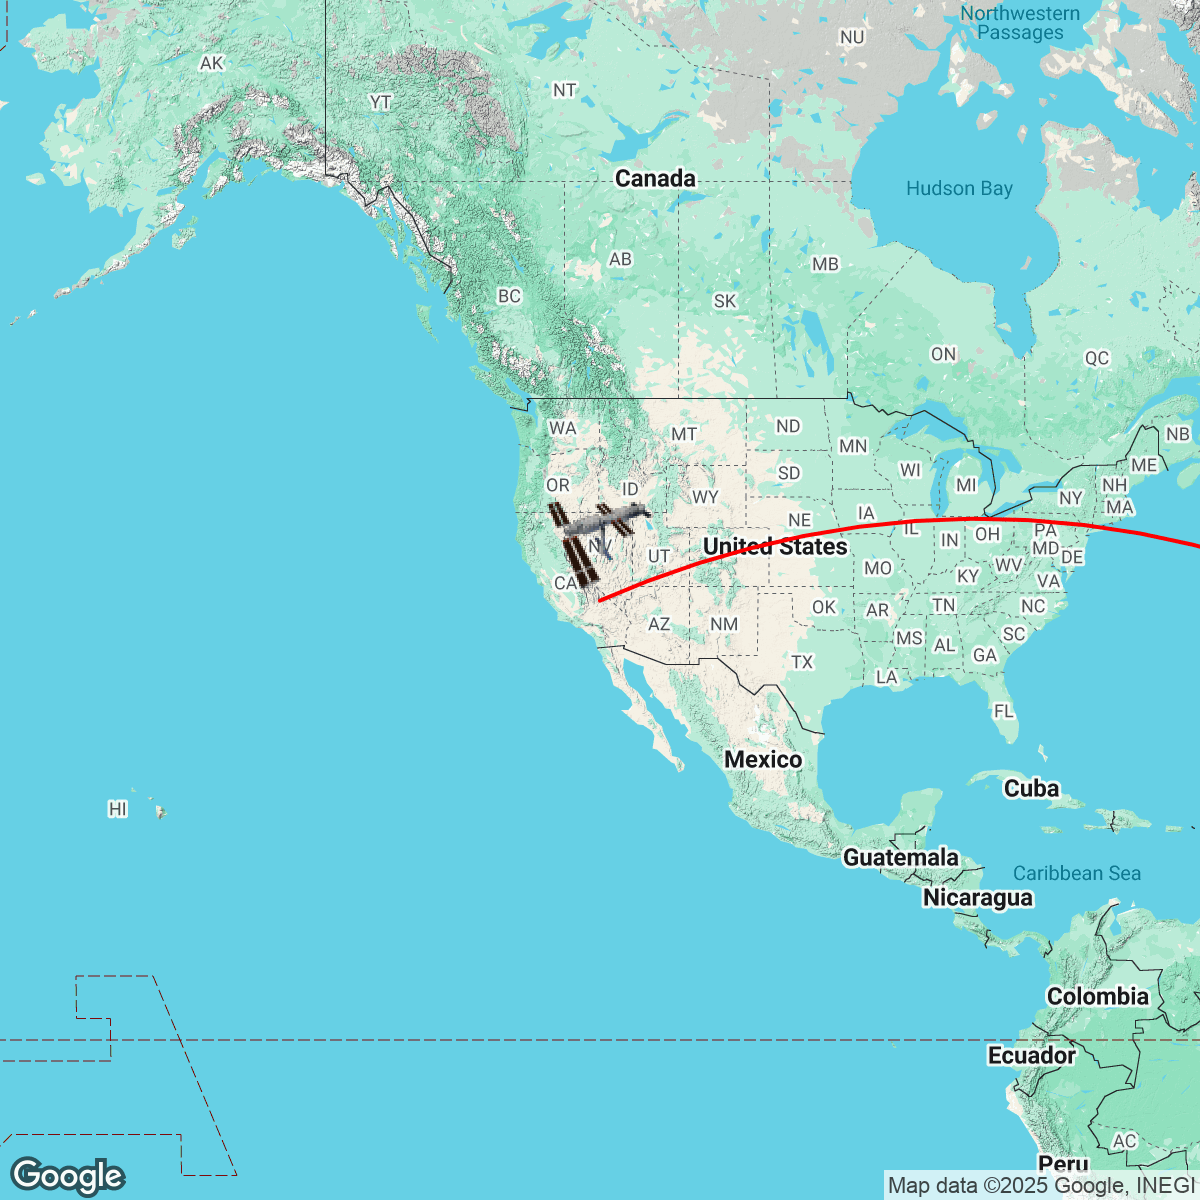 Northwestern
Passages
NU
AK
NT
YT
Canada
Hudson Bay
AB
MB
BC
SK
ON
QC
WA
ND
MT
NB
MN
ME
WI
SD
MI
OR
ID
NH
WY
NY
MA
IA
NE
IL
PA
OH
IN
NV
United States
MD
UT
DE
WV
MO
KY
CA
VA
TN
NC
OK
AR
AZ
NM
SC
MS
AL
GA
TX
LA
FL
Mexico
Cuba
HI
Guatemala
Caribbean Sea
Nicaragua
Colombia
Ecuador
AC
Peru
Google
Map data ©2025 Google, INEGI